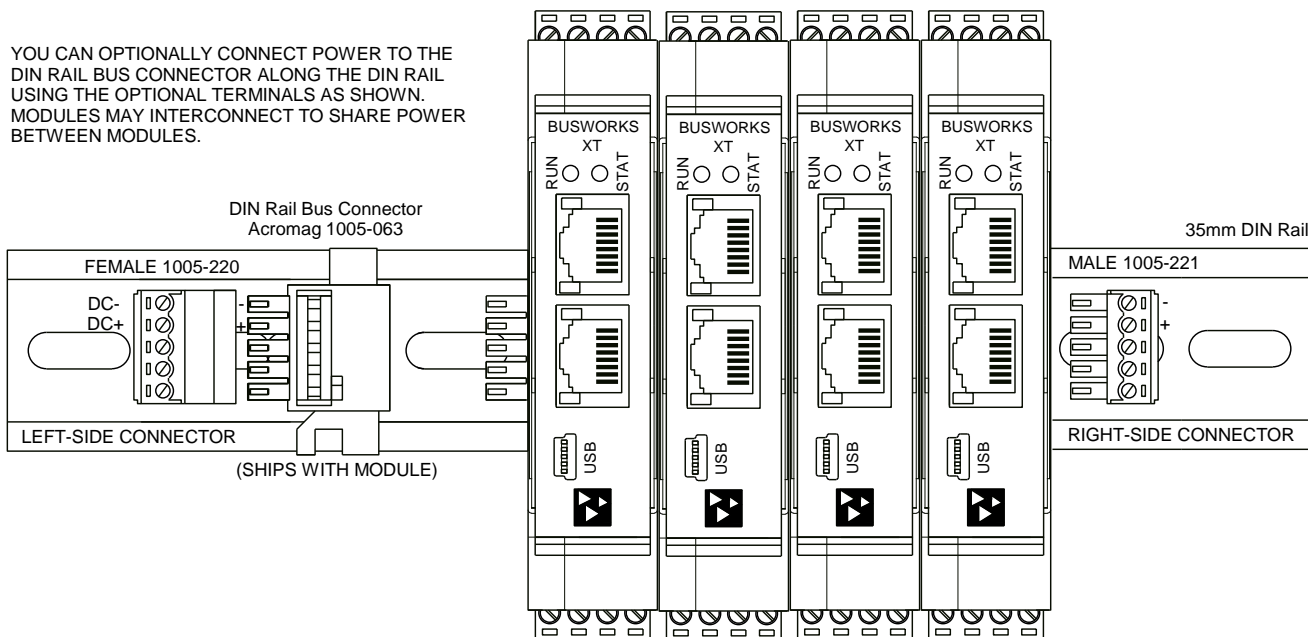 YOU CAN OPTIONALLY CONNECT POWER TO THE
DIN RAIL BUS CONNECTOR ALONG THE DIN RAIL
USING THE OPTIONAL TERMINALS AS SHOWN.
MODULES MAY INTERCONNECT TO SHARE POWER
BETWEEN MODULES.
DIN Rail Bus Connector
Acromag 1005-063
FEMALE 1005-220
DC-
DC+
-
+
LEFT-SIDE CONNECTOR
(SHIPS WITH MODULE)
BUSWORKS
XT
RUN
STAT
USB
BUSWORKS
XT
RUN
STAT
USB
BUSWORKS
XT
RUN
STAT
USB
BUSWORKS
XT
RUN
STAT
USB
35mm DIN Rail
MALE 1005-221
-
+
RIGHT-SIDE CONNECTOR